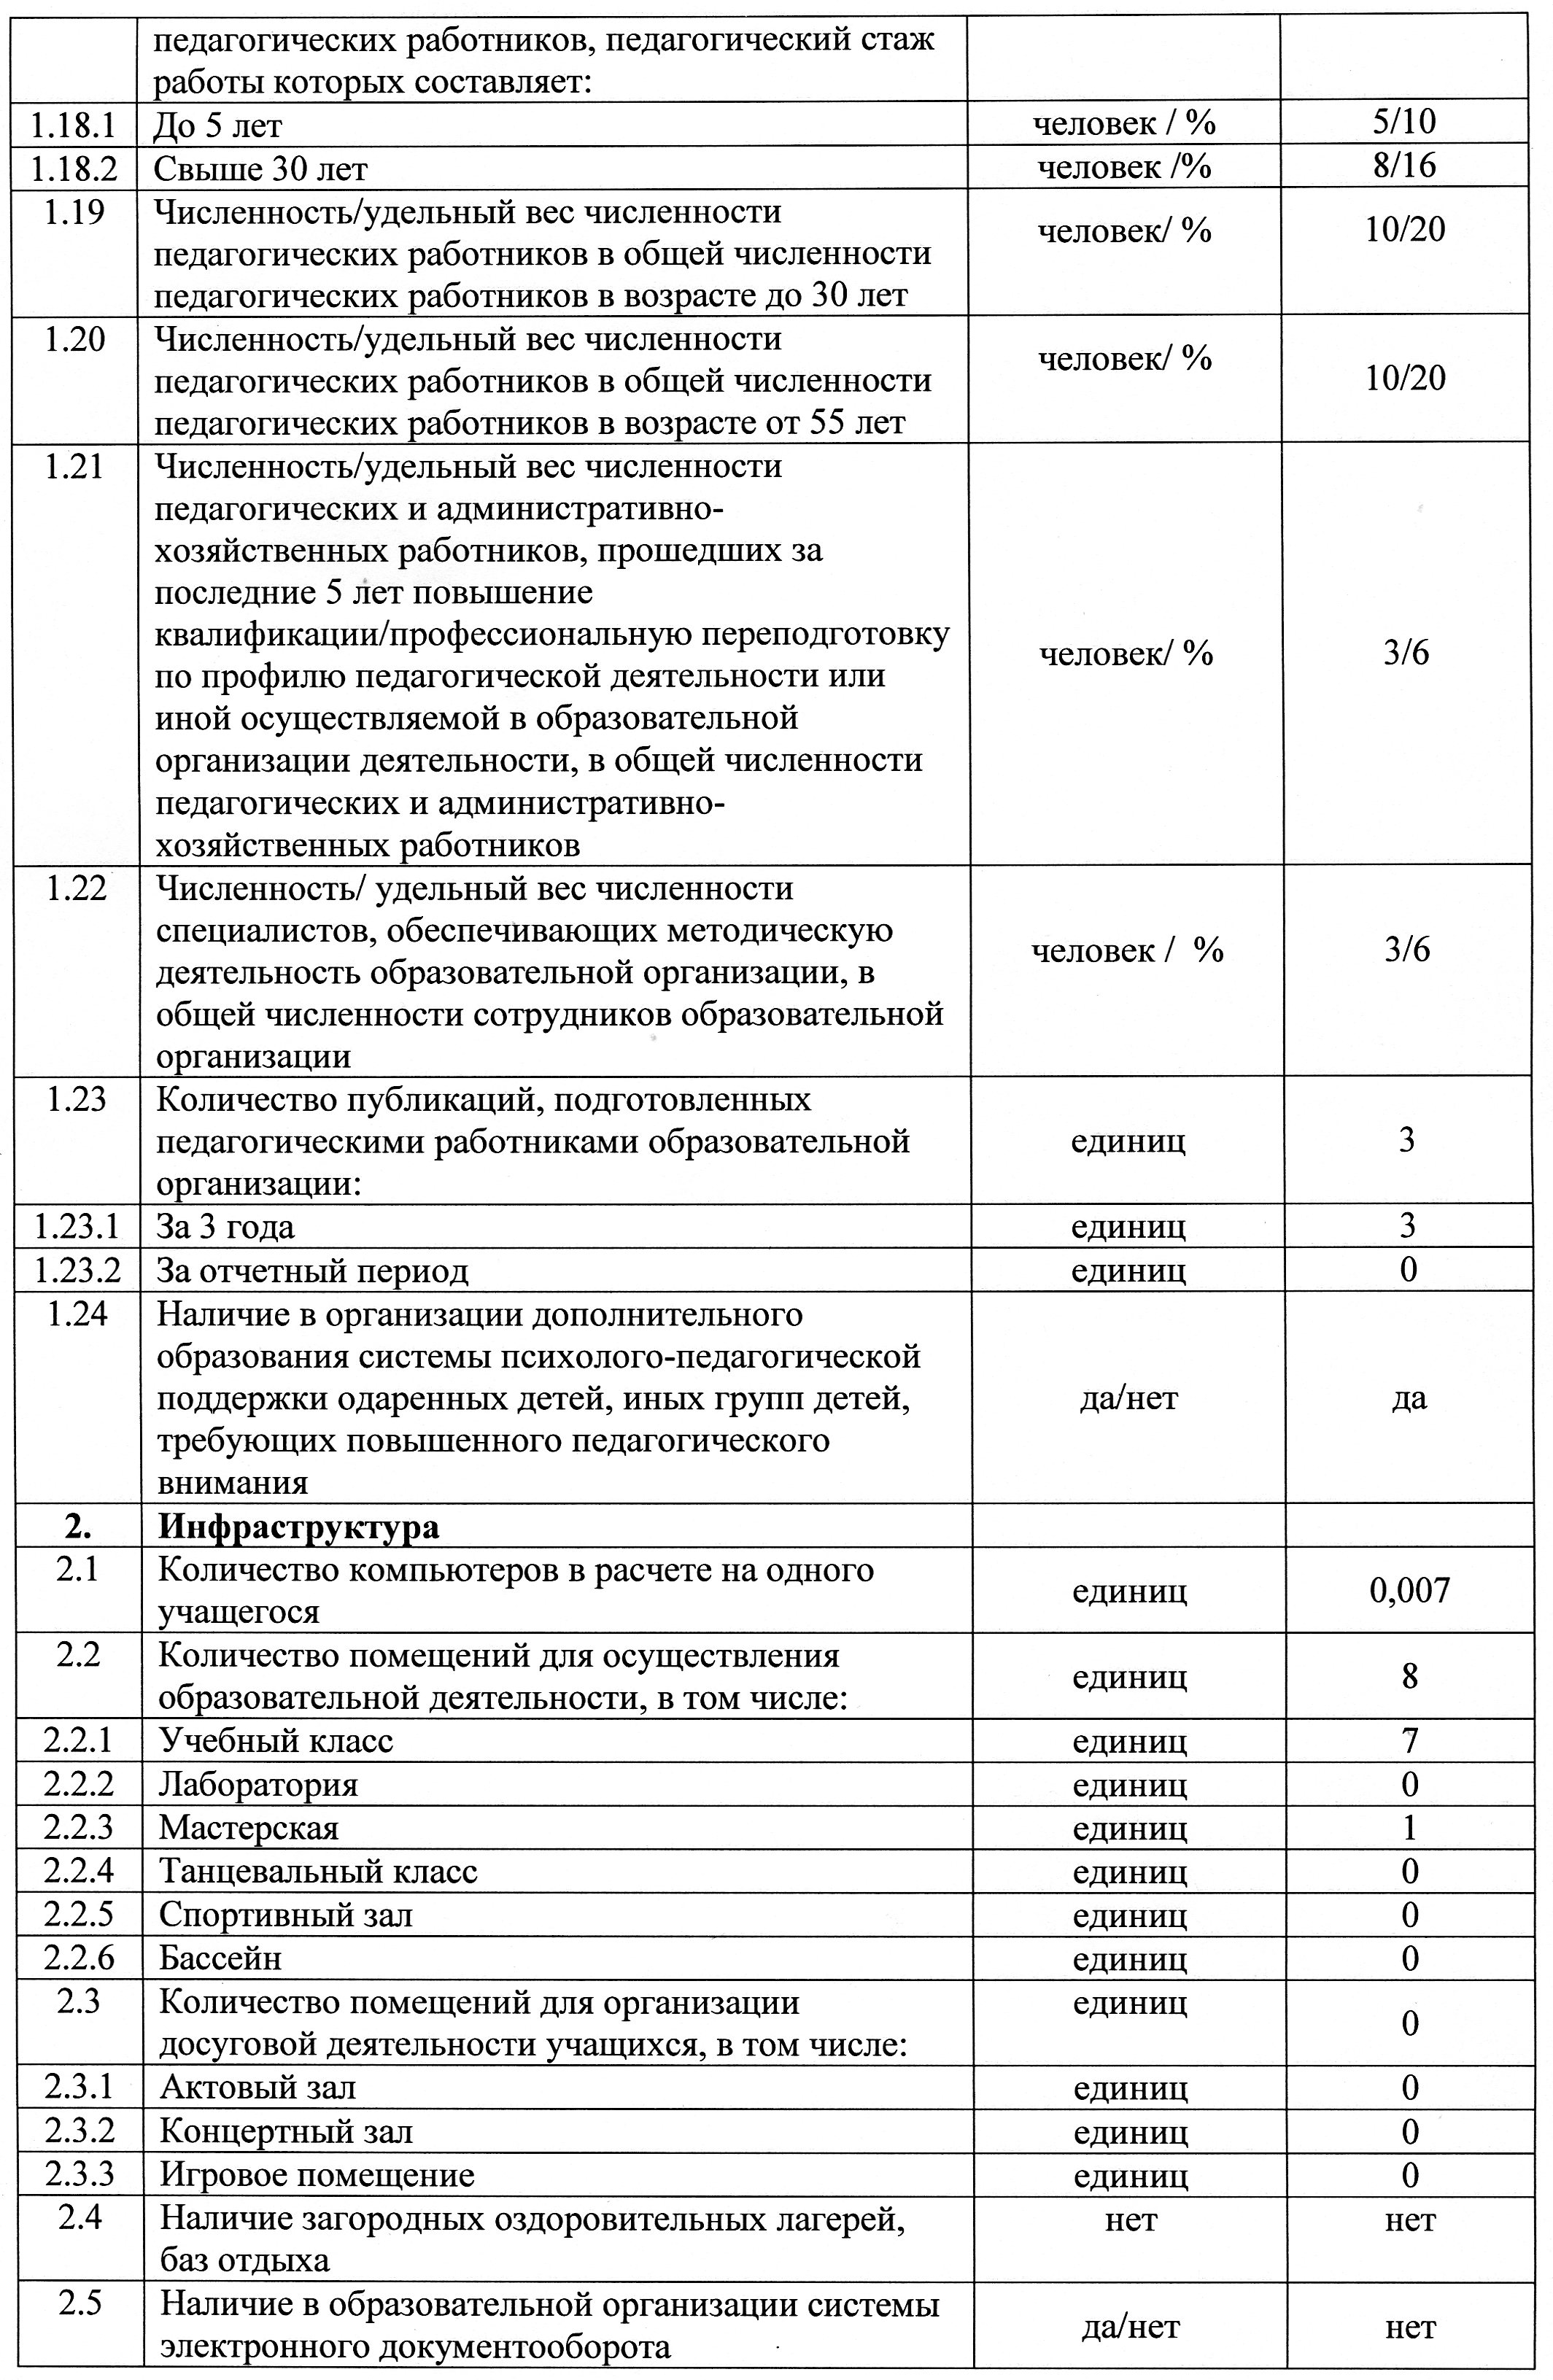 педагогических работников, педагогический стаж
работы которых составляет:
1.18.1 До 5 лет человек / % 5/10
1.18.2 Свыше 30 лет человек /% 8/16
1.19 Численность/удельный вес численности
педагогических работников в общей численности
педагогических работников в возрасте до 30 лет
человек/ % 10/20
1.20 Численность/удельный вес численности
педагогических работников в общей численности
педагогических работников в возрасте от 55 лет
человек/ % 10/20
1.21 Численность/удельный вес численности
педагогических и административно-
хозяйственных работников, прошедших за
последние 5 лет повышение
квалификации/профессиональную переподготовку
по профилю педагогической деятельности или
иной осуществляемой в образовательной
организации деятельности, в общей численности
педагогических и административно-
хозяйственных работников
человек/ % 3/6
1.22 Численность/ удельный вес численности
специалистов, обеспечивающих методическую
деятельность образовательной организации, в
общей численности сотрудников образовательной
организации
человек / % 3/6
1.23 Количество публикаций, подготовленных
педагогическими работниками образовательной
организации:
единиц 3
1.23.1 За 3 года единиц 3
1.23.2 За отчетный период единиц 0
1.24 Наличие в организации дополнительного
образования системы психолого-педагогической
поддержки одаренных детей, иных групп детей,
требующих повышенного педагогического
внимания
да/нет да
2. Инфраструктура
2.1 Количество компьютеров в расчете на одного
учащегося
единиц 0,007
2.2 Количество помещений для осуществления
образовательной деятельности, в том числе:
единиц 8
2.2.1 Учебный класс единиц 7
2.2.2 Лаборатория единиц 0
2.2.3 Мастерская единиц 1
2.2.4 Танцевальный класс единиц 0
2.2.5 Спортивный зал единиц 0
2.2.6 Бассейн единиц 0
2.3 Количество помещений для организации
досуговой деятельности учащихся, в том числе:
единиц 0
2.3.1 Актовый зал единиц 0
2.3.2 Концертный зал единиц 0
2.3.3 Игровое помещение единиц 0
2.4 Наличие загородных оздоровительных лагерей,
баз отдыха
нет нет
2.5 Наличие в образовательной организации системы
электронного документооборота
да/нет нет